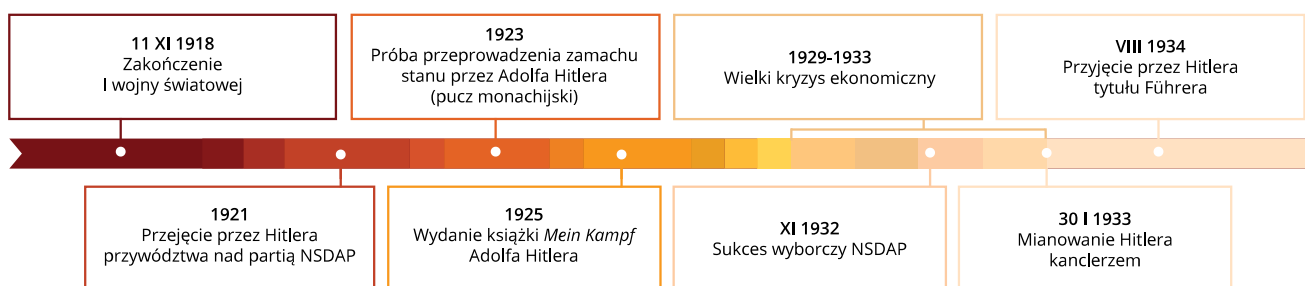 11 XI 1918
Zakończenie
I wojny światowej
1923
Próba przeprowadzenia zamachu
stanu przez Adolfa Hitlera
(pucz monachijski)
1929-1933
Wielki kryzys ekonomiczny
VIII 1934
Przyjęcie przez Hitlera
tytułu Führera
1921
Przejęcie przez Hitlera
przywództwa nad partią NSDAP
1925
Wydanie książki Mein Kampf
Adolfa Hitlera
XI 1932
Sukces wyborczy NSDAP
30 I 1933
Mianowanie Hitlera
kanclerzem